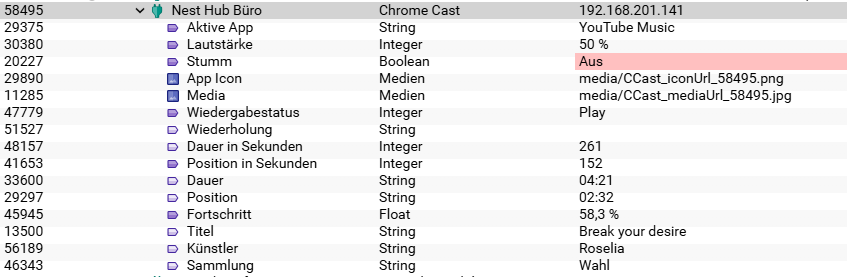 58495 Nest Hub Büro Chrome Cast 192.168.201.141
29375 Aktive App String YouTube Music
30380 Lautstärke Integer 50 %
20227 Stumm Boolean Aus
29890 App Icon Medien media/CCast_iconUrl_58495.png
11285 Media Medien media/CCast_mediaUrl_58495.jpg
47779 Wiedergabestatus Integer Play
51527 Wiederholung String
48157 Dauer in Sekunden Integer 261
41653 Position in Sekunden Integer 152
33600 Dauer String 04:21
29297 Position String 02:32
45945 Fortschritt Float 58,3 %
13500 Titel String Break your desire
56189 Künstler String Roselia
46343 Sammlung String Wahl